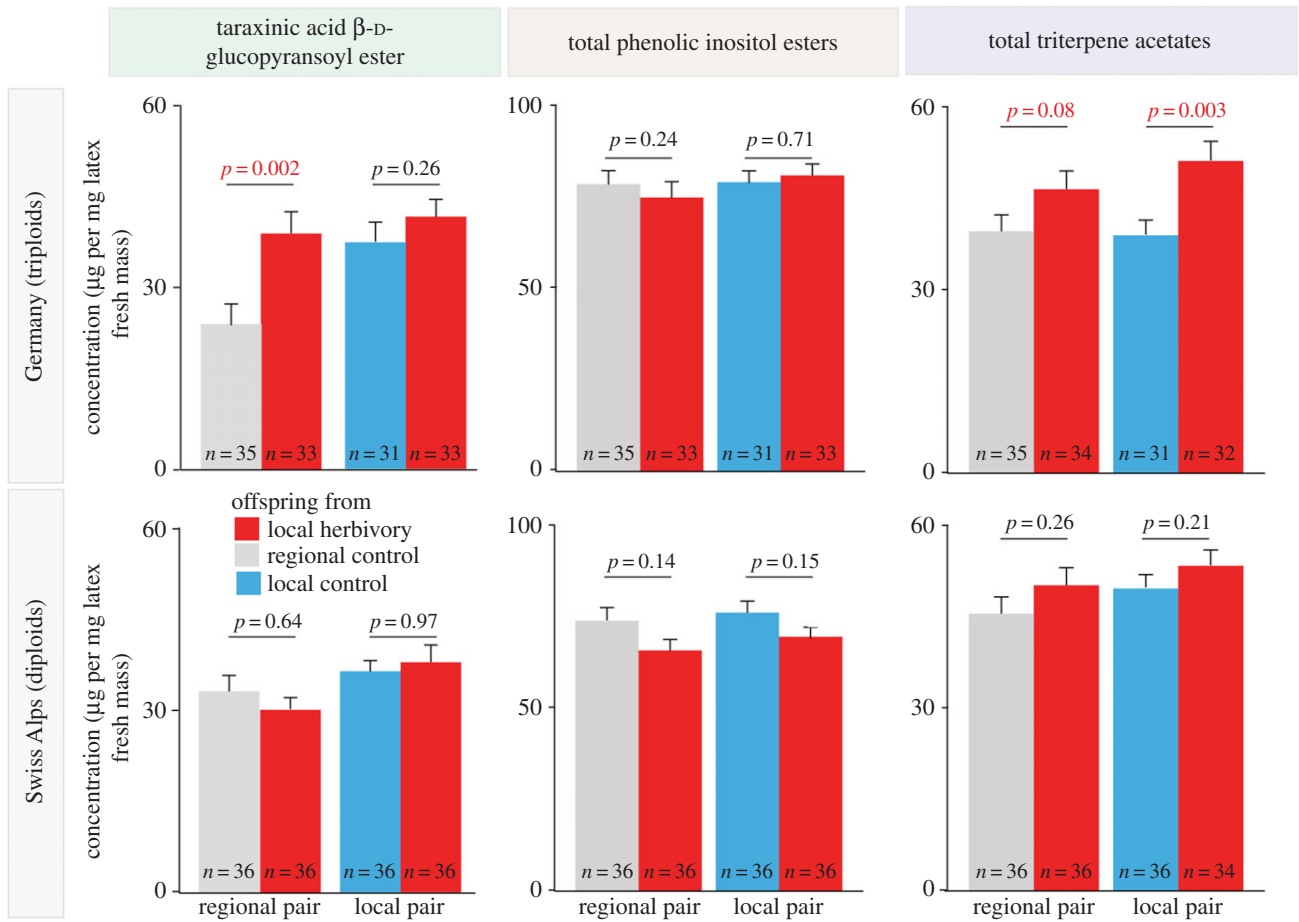 taraxinic acid β-D-
glucopyransoyl ester
total phenolic inositol esters
total triterpene acetates
Germany (triploids)
concentration (µg per mg latex
fresh mass)
60
30
0
p = 0.002
p = 0.26
n = 35
n = 33
n = 31
n = 33
100
50
0
p = 0.24
p = 0.71
n = 35
n = 33
n = 31
n = 33
60
30
0
p = 0.08
p = 0.003
n = 35
n = 34
n = 31
n = 32
Swiss Alps (diploids)
concentration (µg per mg latex
fresh mass)
60
30
0
offspring from
local herbivory
regional control
local control
p = 0.64
p = 0.97
n = 36
n = 36
n = 36
n = 36
regional pair
local pair
100
50
0
p = 0.14
p = 0.15
n = 36
n = 36
n = 36
n = 36
regional pair
local pair
60
30
0
p = 0.26
p = 0.21
n = 36
n = 36
n = 36
n = 34
regional pair
local pair